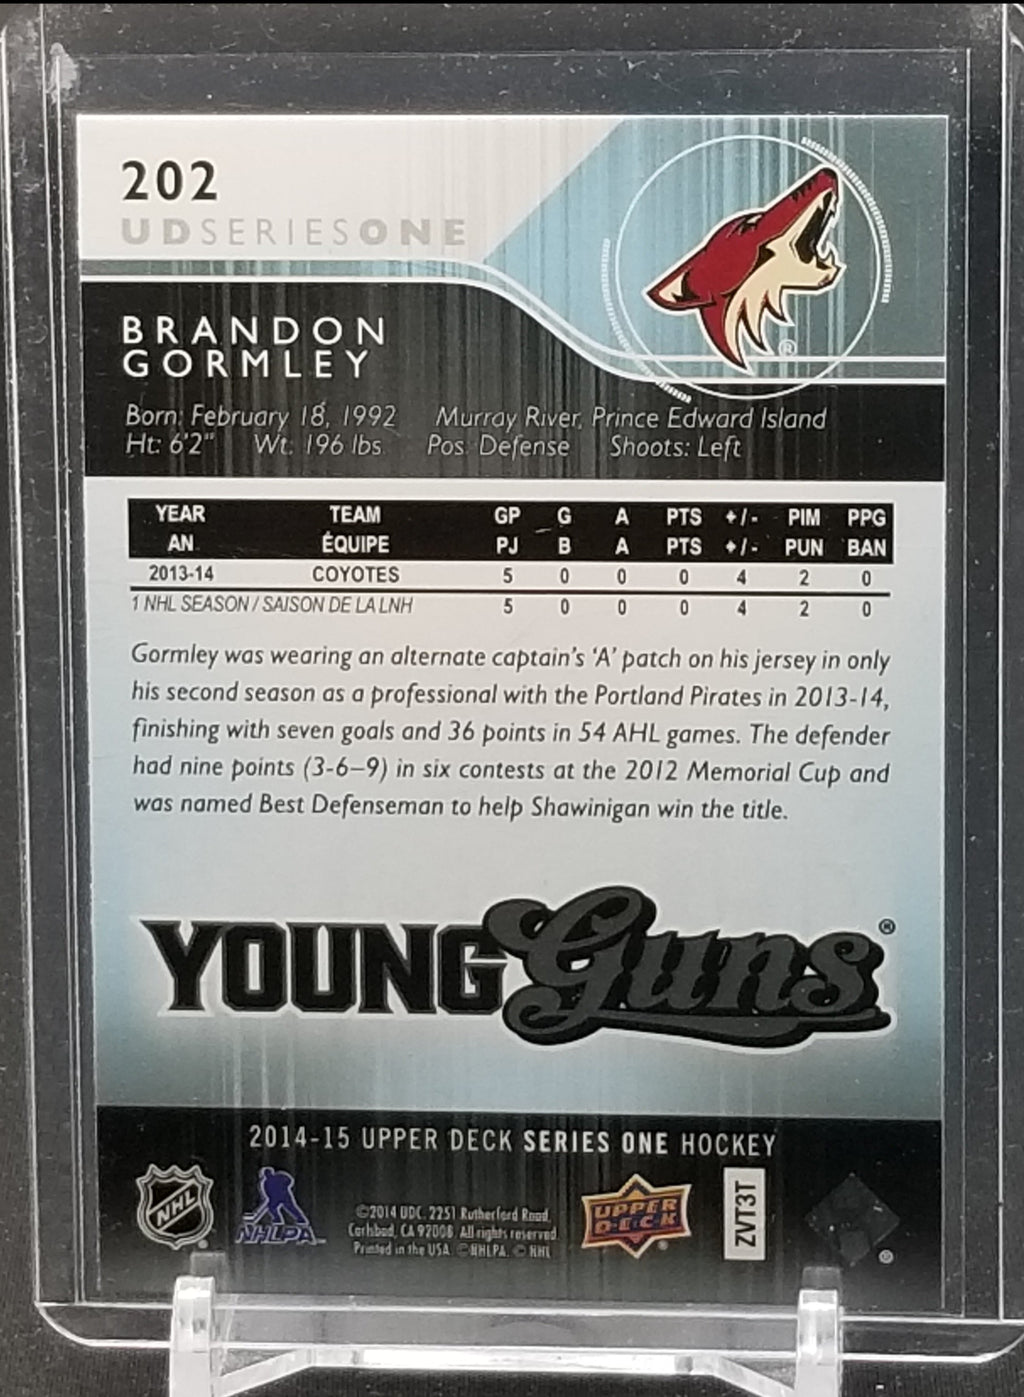 202
UD SERIES ONE
BRANDON
GORMLEY
Born: February 18, 1992 Murray River, Prince Edward Island
Ht: 6'2" Wt. 196 lbs Pos. Defense Shoots: Left
YEAR TEAM GP G A PTS +/- PIM PPG
AN ÉQUIPE PJ B A PTS +/- PUN BAN
2013-14 COYOTES 5 0 0 0 4 2 0
1 NHL SEASON / SAISON DE LA LNH 5 0 0 0 4 2 0
Gormley was wearing an alternate captain's 'A' patch on his jersey in only
his second season as a professional with the Portland Pirates in 2013-14,
finishing with seven goals and 36 points in 54 AHL games. The defender
had nine points (3-6–9) in six contests at the 2012 Memorial Cup and
was named Best Defenseman to help Shawinigan win the title.
YOUNG Guns®
2014-15 UPPER DECK SERIES ONE HOCKEY
NHL
NHLPA
©2014 UDC. 2251 Rutherford Road,
Carlsbad, CA 92008. All rights reserved.
Printed in the USA. ©NHLPA. © NHL
UPPER DECK
ZVT3T